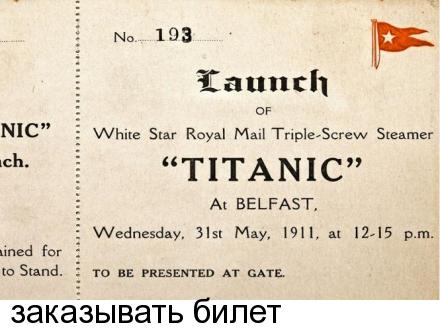 No. 193
Launch
OF
White Star Royal Mail Triple-Screw Steamer
NIC”
“TITANIC”
ch.
At BELFAST,
Wednesday, 31st May, 1911, at 12-15 p.m.
ained for
to Stand.
TO BE PRESENTED AT GATE.
заказывать билет